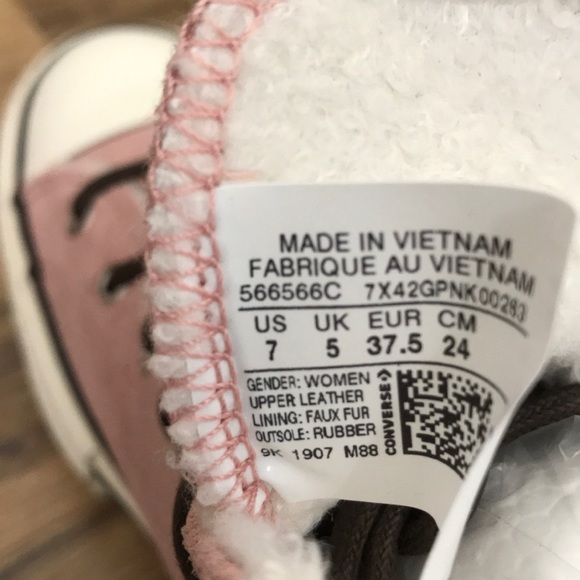 MADE IN VIETNAM
FABRIQUE AU VIETNAM
566566C 7X42GPNK00283
US UK EUR CM
7 5 37.5 24
GENDER: WOMEN
UPPER LEATHER
LINING: FAUX FUR
OUTSOLE: RUBBER
9K 1907 M88
CONVERSE